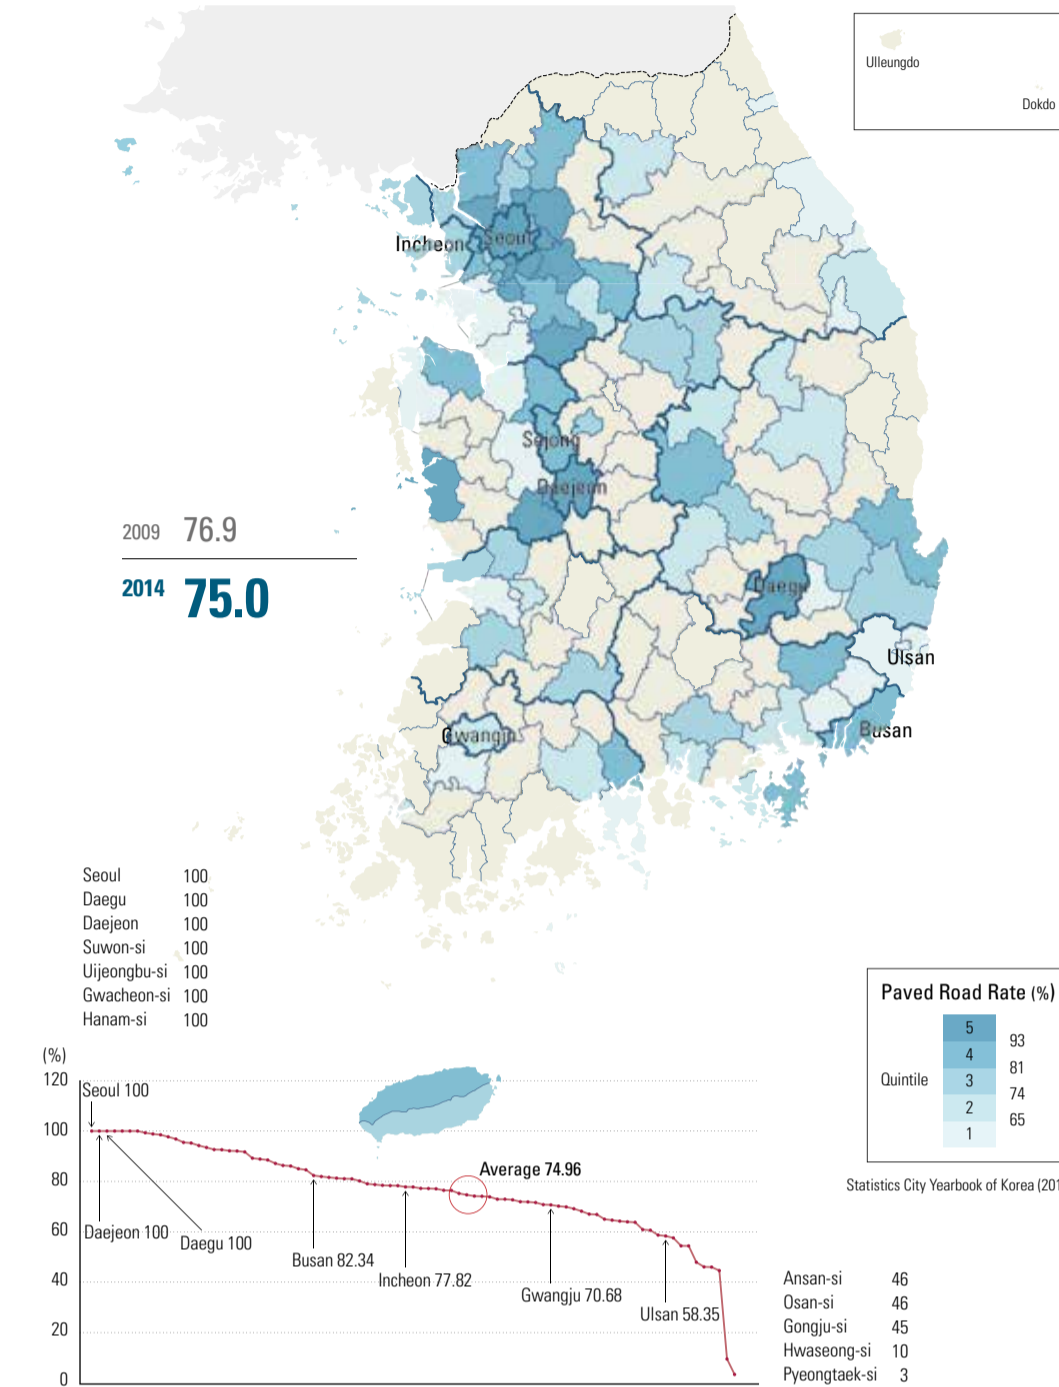 Ulleungdo
Dokdo
Incheon
Seoul
Sejong
Daejeon
2009 76.9
2014 75.0
Daegu
Ulsan
Gwangju
Busan
Seoul 100
Daegu 100
Daejeon 100
Suwon-si 100
Uijeongbu-si 100
Gwacheon-si 100
Hanam-si 100
Paved Road Rate (%)
Quintile
5
4
3
2
1
93
81
74
65
Statistics City Yearbook of Korea (201
(%)
120
100
80
60
40
20
0
Seoul 100
Daejeon 100
Daegu 100
Busan 82.34
Incheon 77.82
Average 74.96
Gwangju 70.68
Ulsan 58.35
Ansan-si 46
Osan-si 46
Gongju-si 45
Hwaseong-si 10
Pyeongtaek-si 3